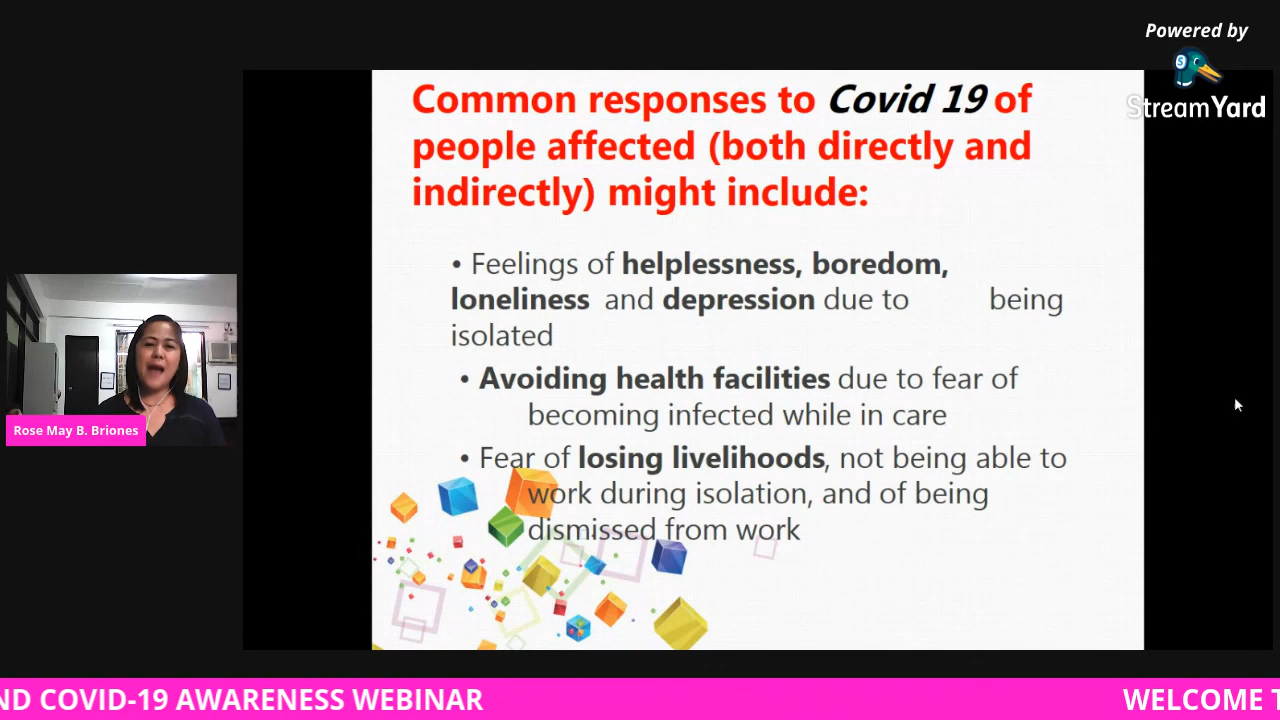 Powered by
StreamYard
Common responses to Covid 19 of
people affected (both directly and
indirectly) might include:
• Feelings of helplessness, boredom,
loneliness and depression due to being
isolated
• Avoiding health facilities due to fear of
becoming infected while in care
• Fear of losing livelihoods, not being able to
work during isolation, and of being
dismissed from work
Rose May B. Briones
ND COVID-19 AWARENESS WEBINAR WELCOME T